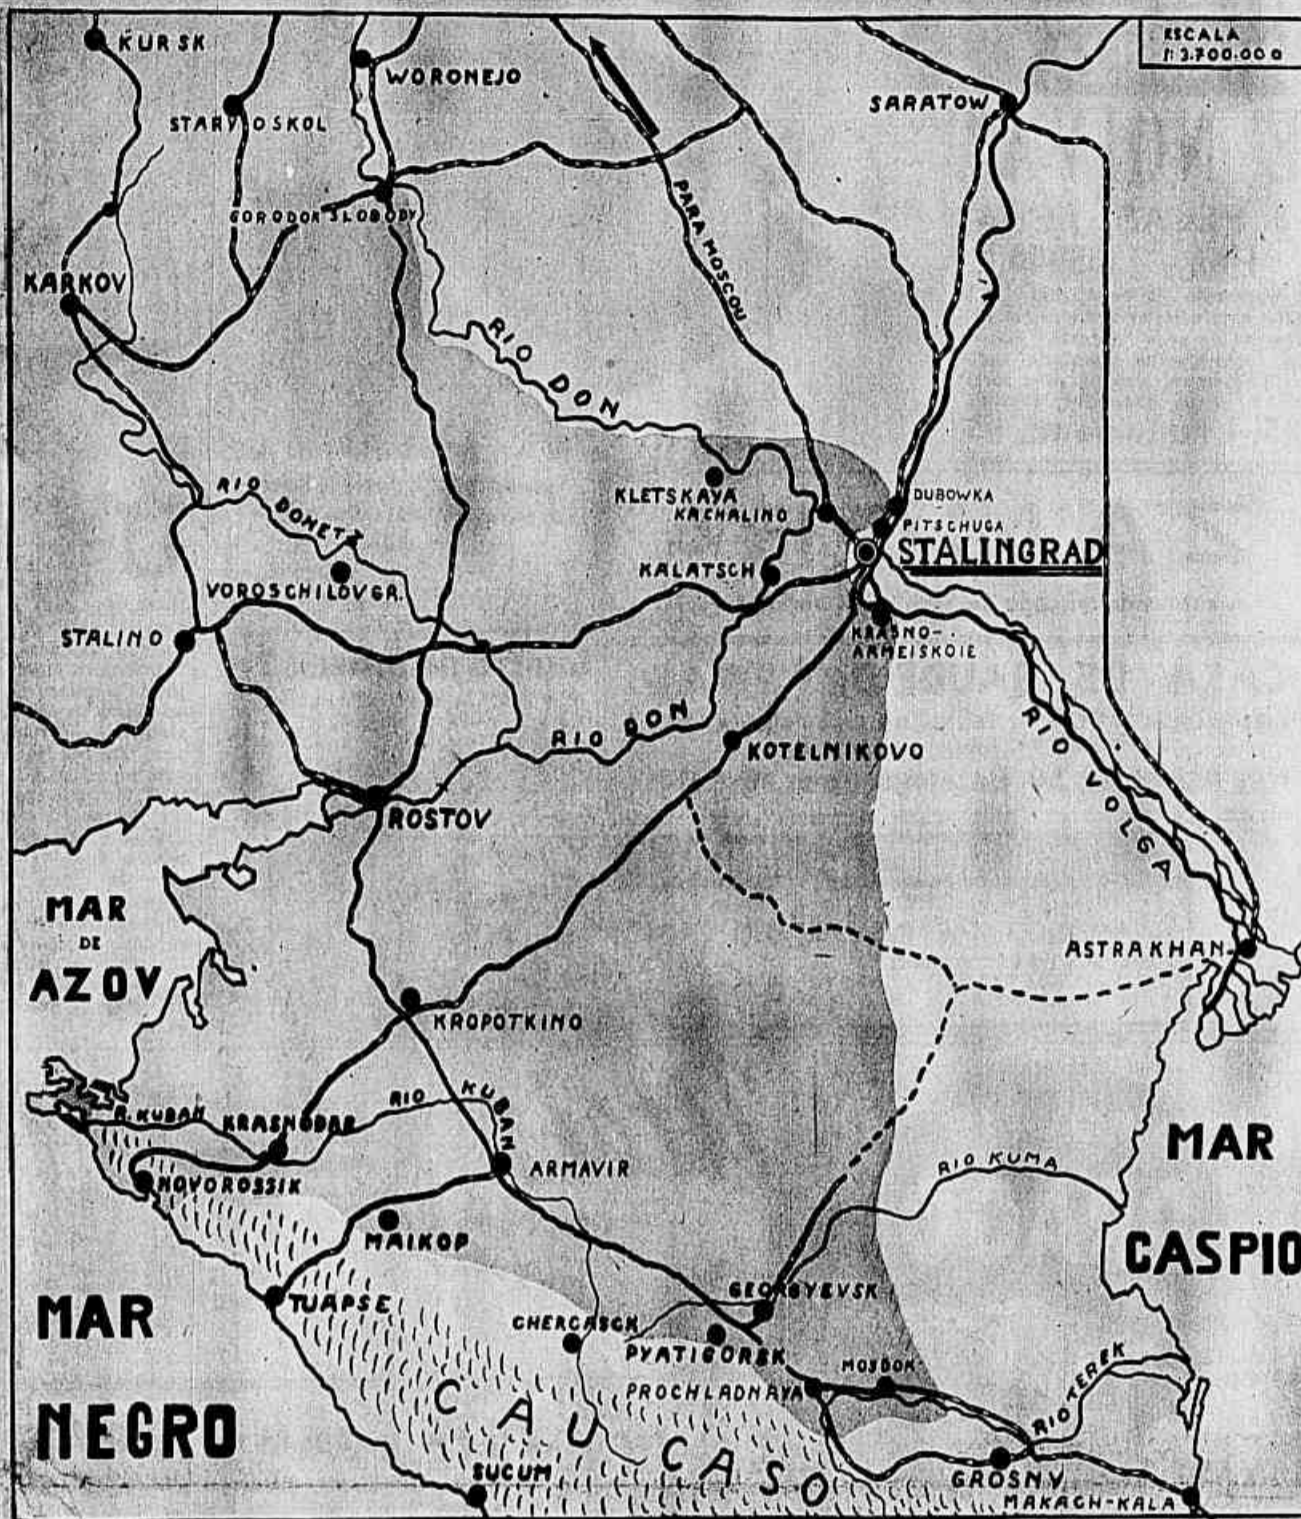 KURSK
ESCALA
1: 3.700.000
WORONEJO
SARATOW
STARY OSKOL
GORODOK SLOBODY
PARA MOSCOU
KARKOV
RIO DON
KLETSKAYA
KACHALINO
DUBOWKA
PITSCHUGA
STALINGRAD
RIO DONETZ
KALATSCH
VOROSCHILOVGR.
STALINO
KRASNO-
ARMEISKOIE
RIO DON
KOTELNIKOVO
RIO VOLGA
ROSTOV
MAR
DE
AZOV
ASTRAKHAN
KROPOTKINO
R. KUBAN
KRASNODAR
RIO KUBAN
ARMAVIR
RIO KUMA
MAR
CASPIO
NOVOROSSIK
MAIKOP
TUAPSE
GEORGYEVSK
CHERCASCK
PYATIGORSK
MOSDOK
PROCHLADNAYA
RIO TEREK
MAR
NEGRO
CAUCASO
SUCUM
GROSNY
MAKACH-KALA